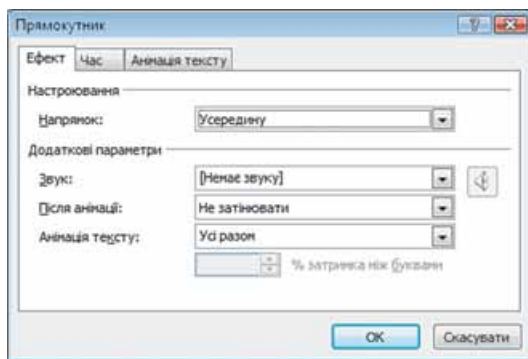 Прямокутник
Ефект Час Анімація тексту
Настроювання
Напрямок: Усередину
Додаткові параметри
Звук: [Немає звуку]
Після анімації: Не затінювати
Анімація тексту: Усі разом
% затримка між буквами
ОК Скасувати